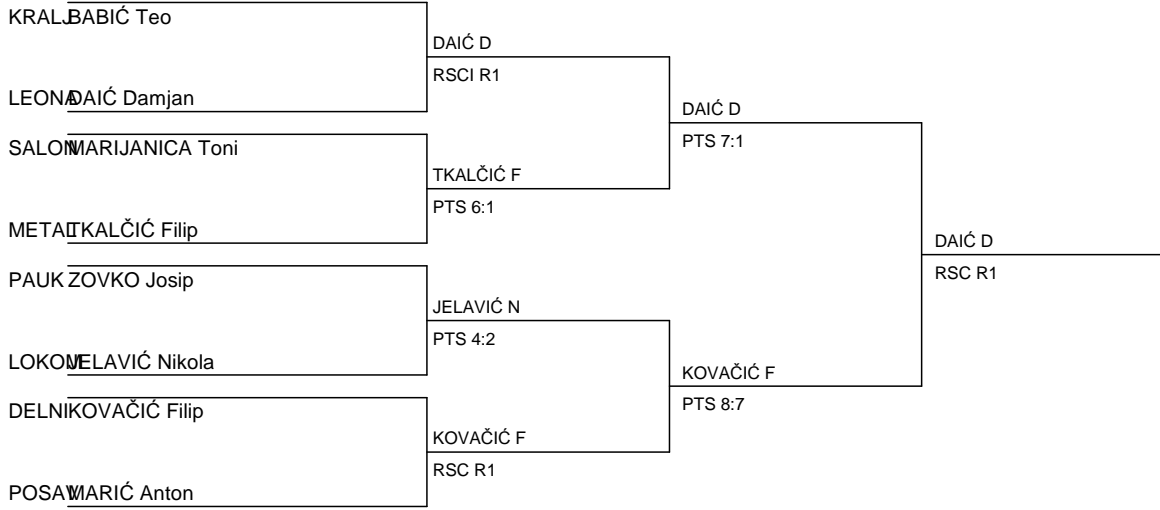 KRALJ BABIĆ Teo
DAIĆ D
RSCI R1
LEONA DAIĆ Damjan
DAIĆ D
PTS 7:1
SALON MARIJANICA Toni
TKALČIĆ F
PTS 6:1
METAL TKALČIĆ Filip
DAIĆ D
RSC R1
PAUK ZOVKO Josip
JELAVIĆ N
PTS 4:2
LOKOM JELAVIĆ Nikola
KOVAČIĆ F
PTS 8:7
DELNI KOVAČIĆ Filip
KOVAČIĆ F
RSC R1
POSAV MARIĆ Anton